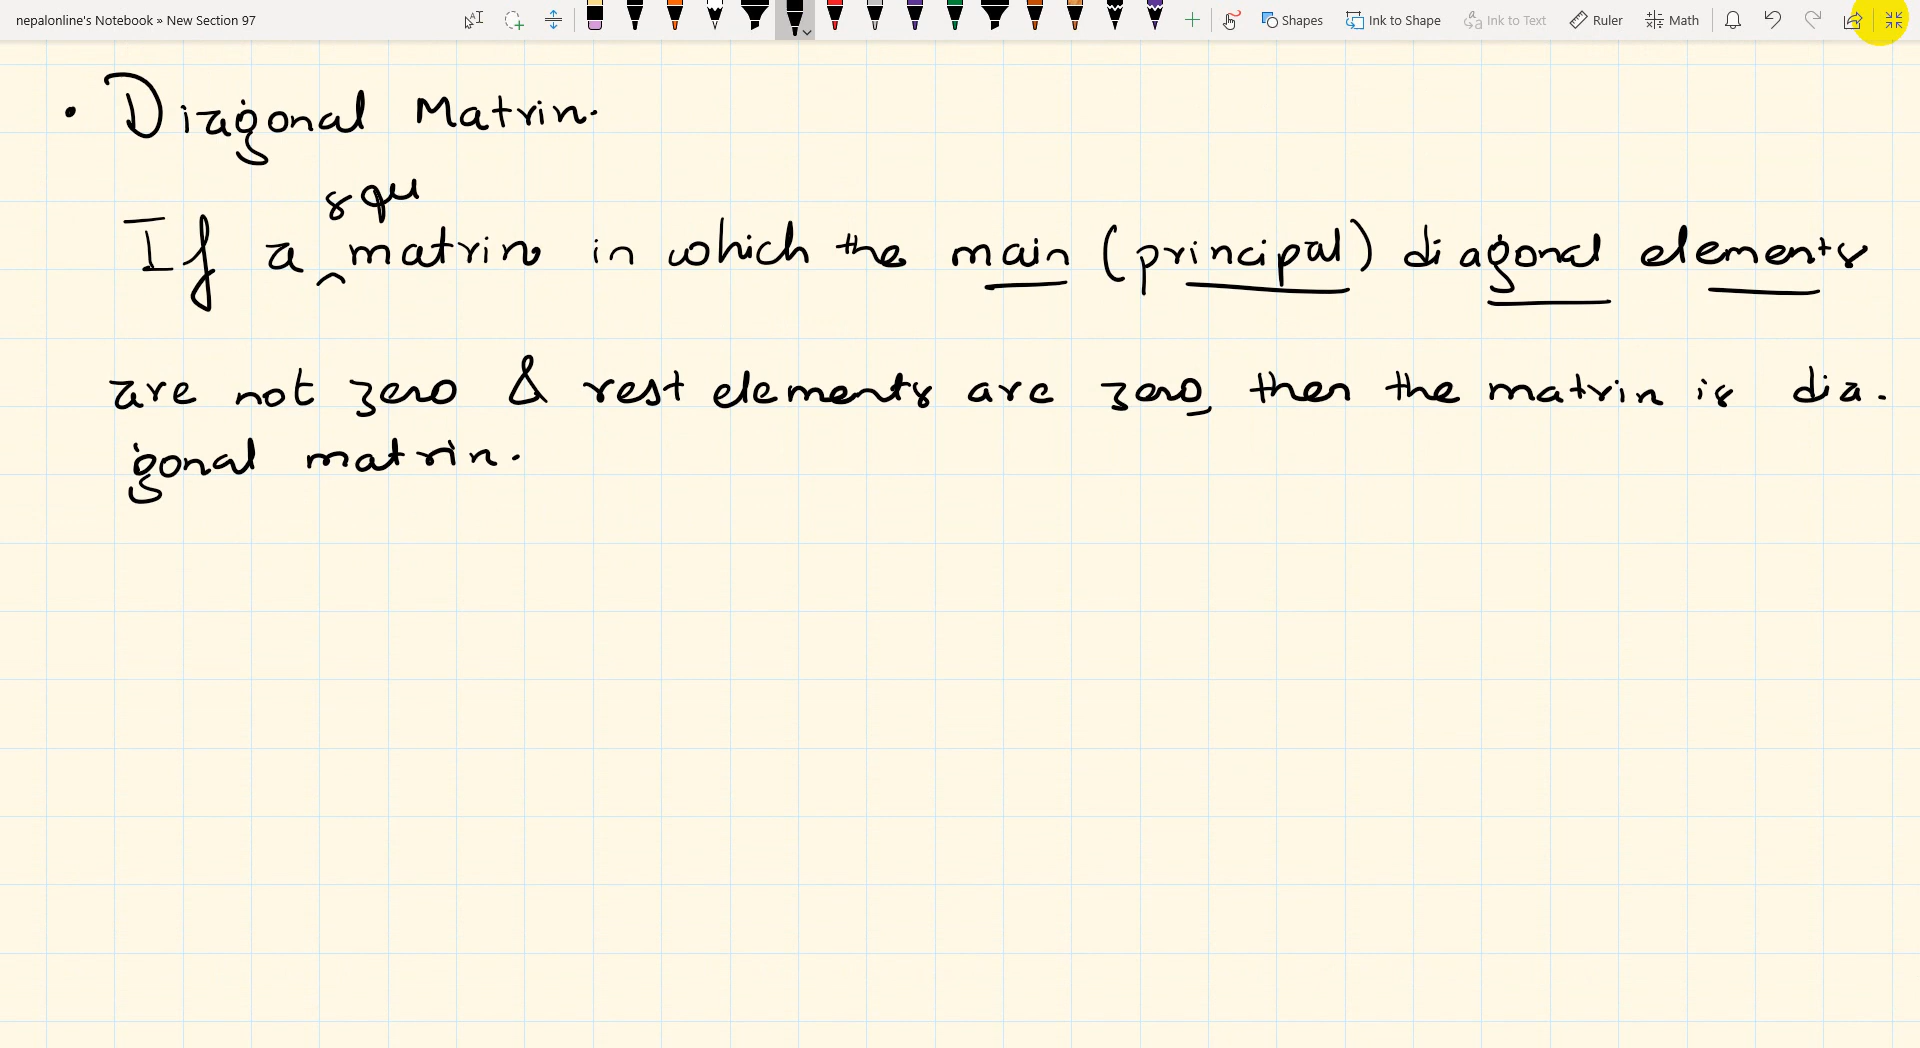 nepalonline's Notebook » New Section 97
Shapes Ink to Shape Ink to Text Ruler Math
• Diagonal Matrix.
squ
If a ^ matrix in which the main (principal) diagonal elements
are not zero & rest elements are zero, then the matrix is dia-
gonal matrix.